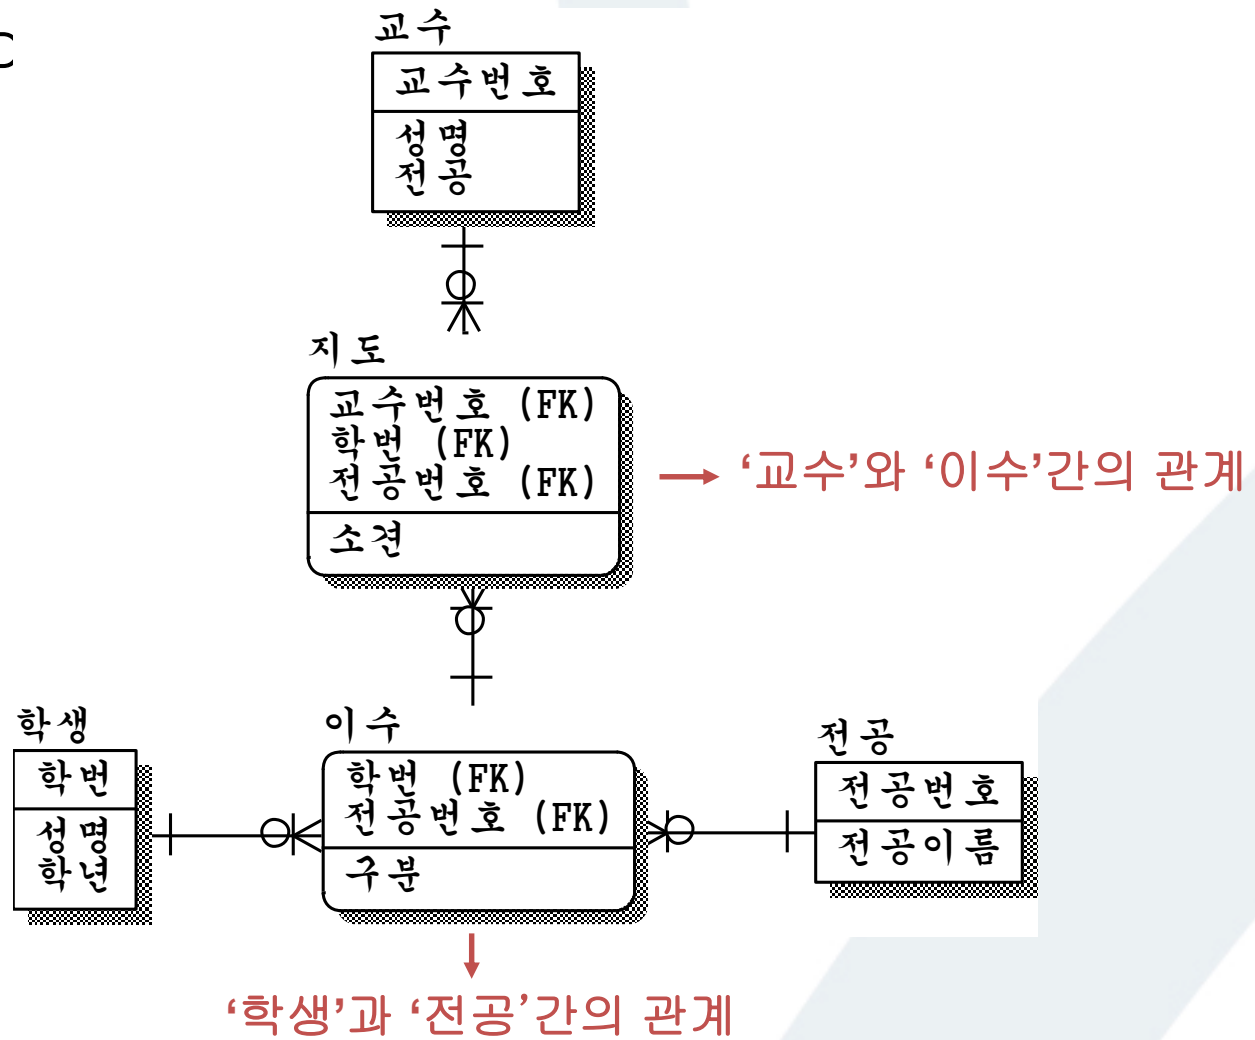 교수
교수번호
성명
전공
지도
교수번호 (FK)
학번 (FK)
전공번호 (FK)
소견
‘교수’와 ‘이수’간의 관계
학생
학번
성명
학년
이수
학번 (FK)
전공번호 (FK)
구분
전공
전공번호
전공이름
‘학생’과 ‘전공’간의 관계